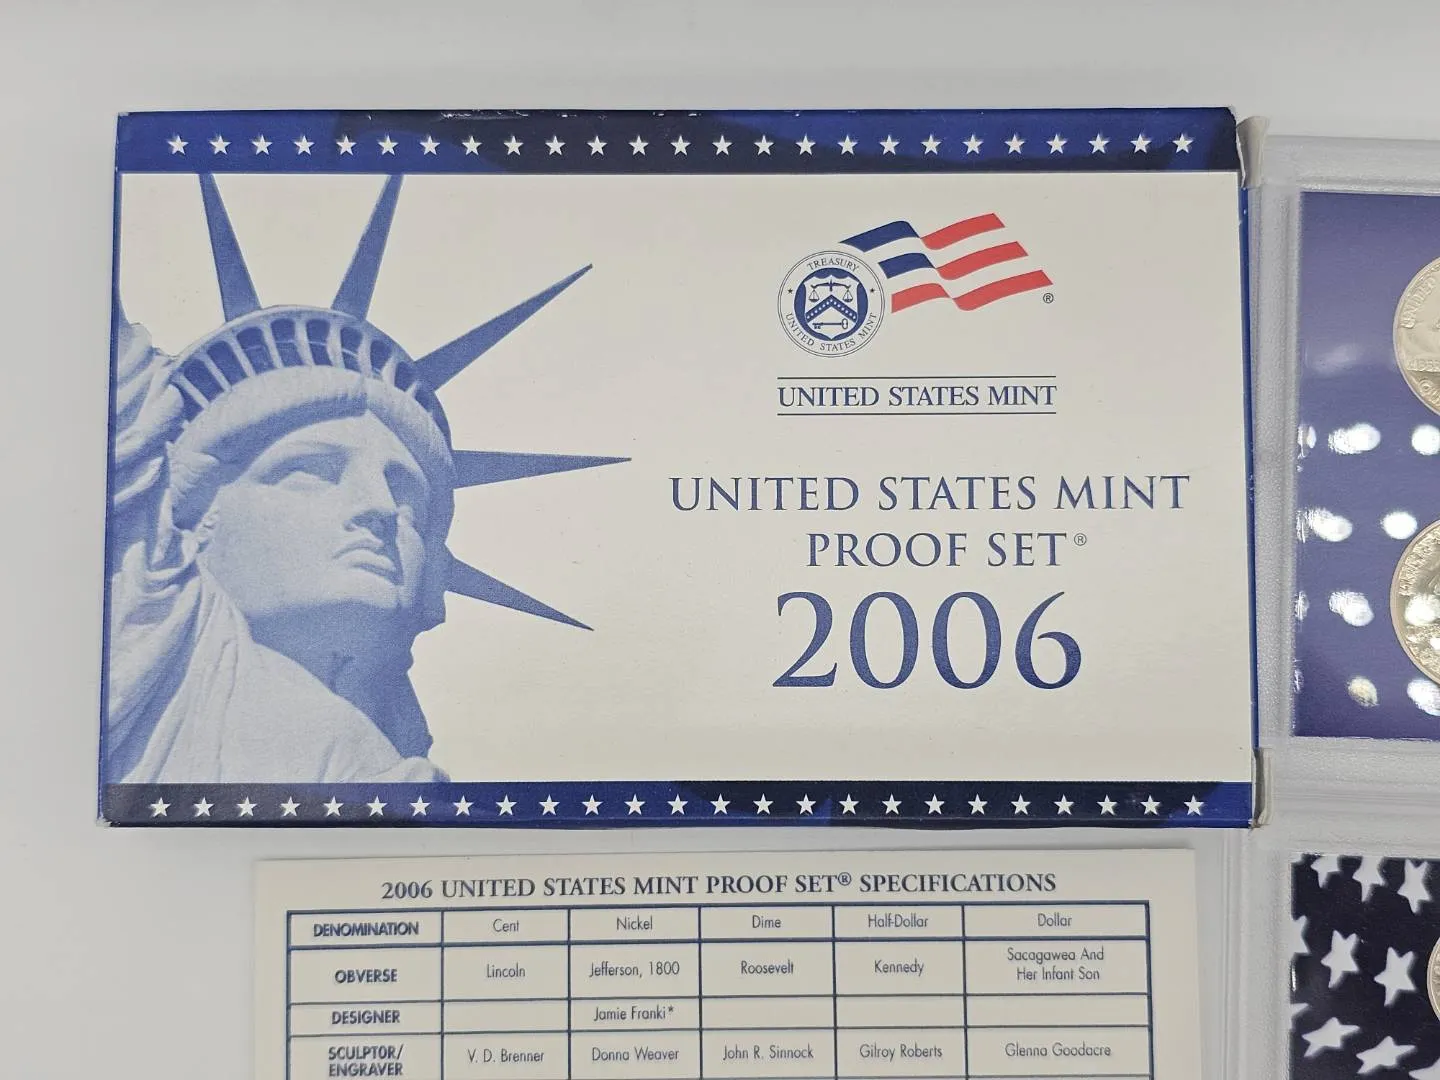 TREASURY
UNITED STATES MINT
®
UNITED STATES MINT
UNITED STATES MINT
PROOF SET®
2006
2006 UNITED STATES MINT PROOF SET® SPECIFICATIONS
DENOMINATION Cent Nickel Dime Half-Dollar Dollar
OBVERSE Lincoln Jefferson, 1800 Roosevelt Kennedy Sacagawea And
Her Infant Son
DESIGNER Jamie Franki*
SCULPTOR/
ENGRAVER V. D. Brenner Donna Weaver John R. Sinnock Gilroy Roberts Glenna Goodacre
UNITED